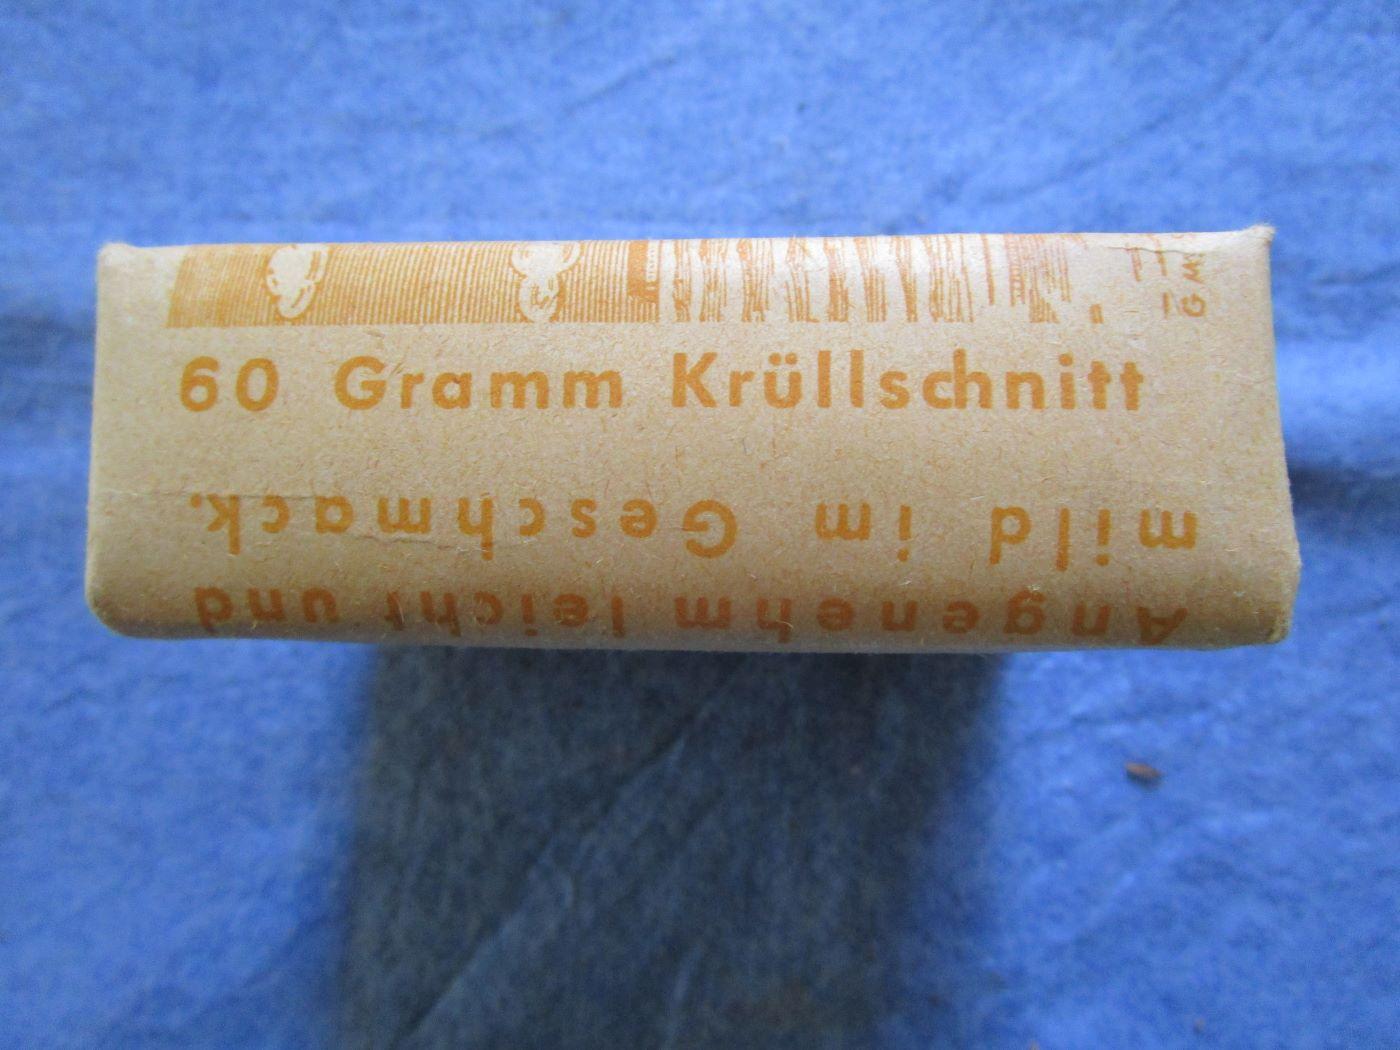 60 Gramm Krüllschnitt
Angenehm leicht und
mild im Geschmack.